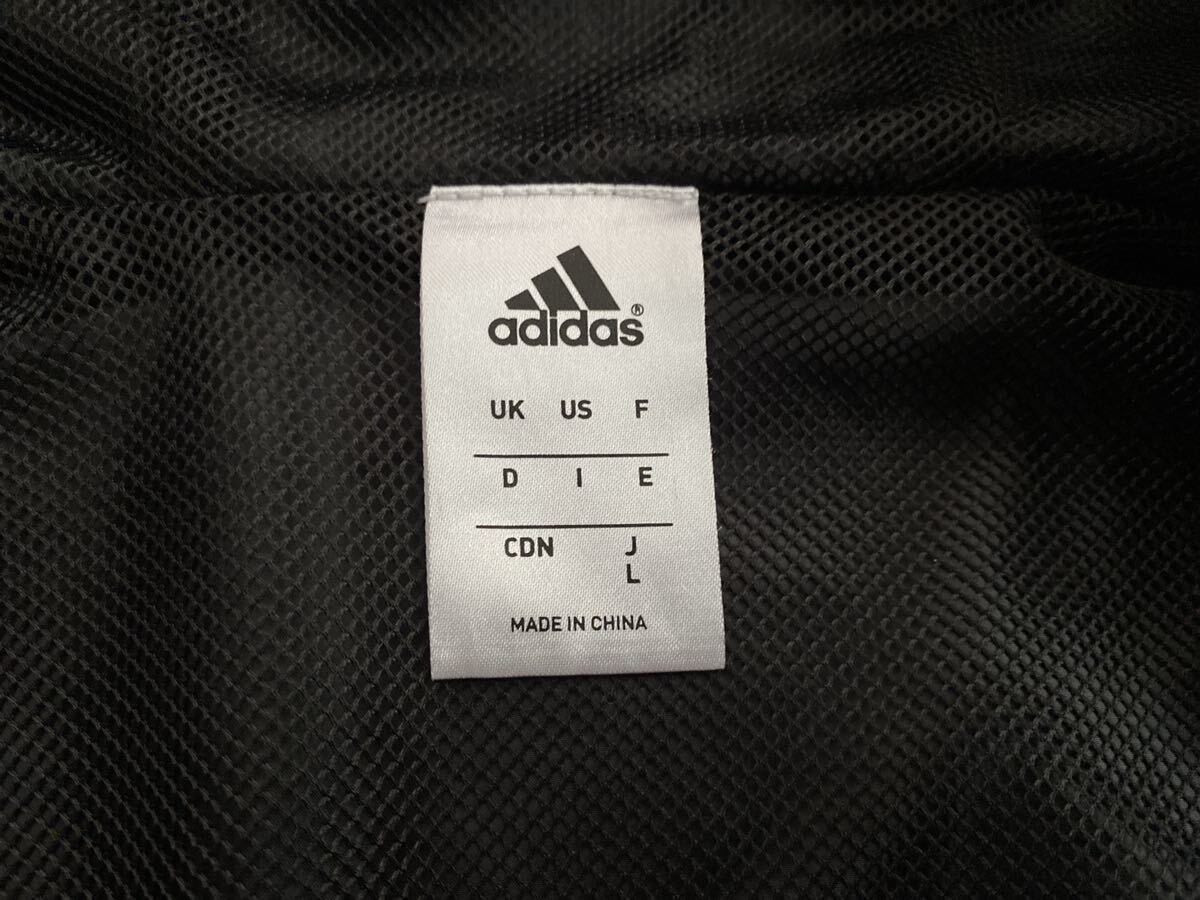 adidas®
UK US F
D I E
CDN J
L
MADE IN CHINA